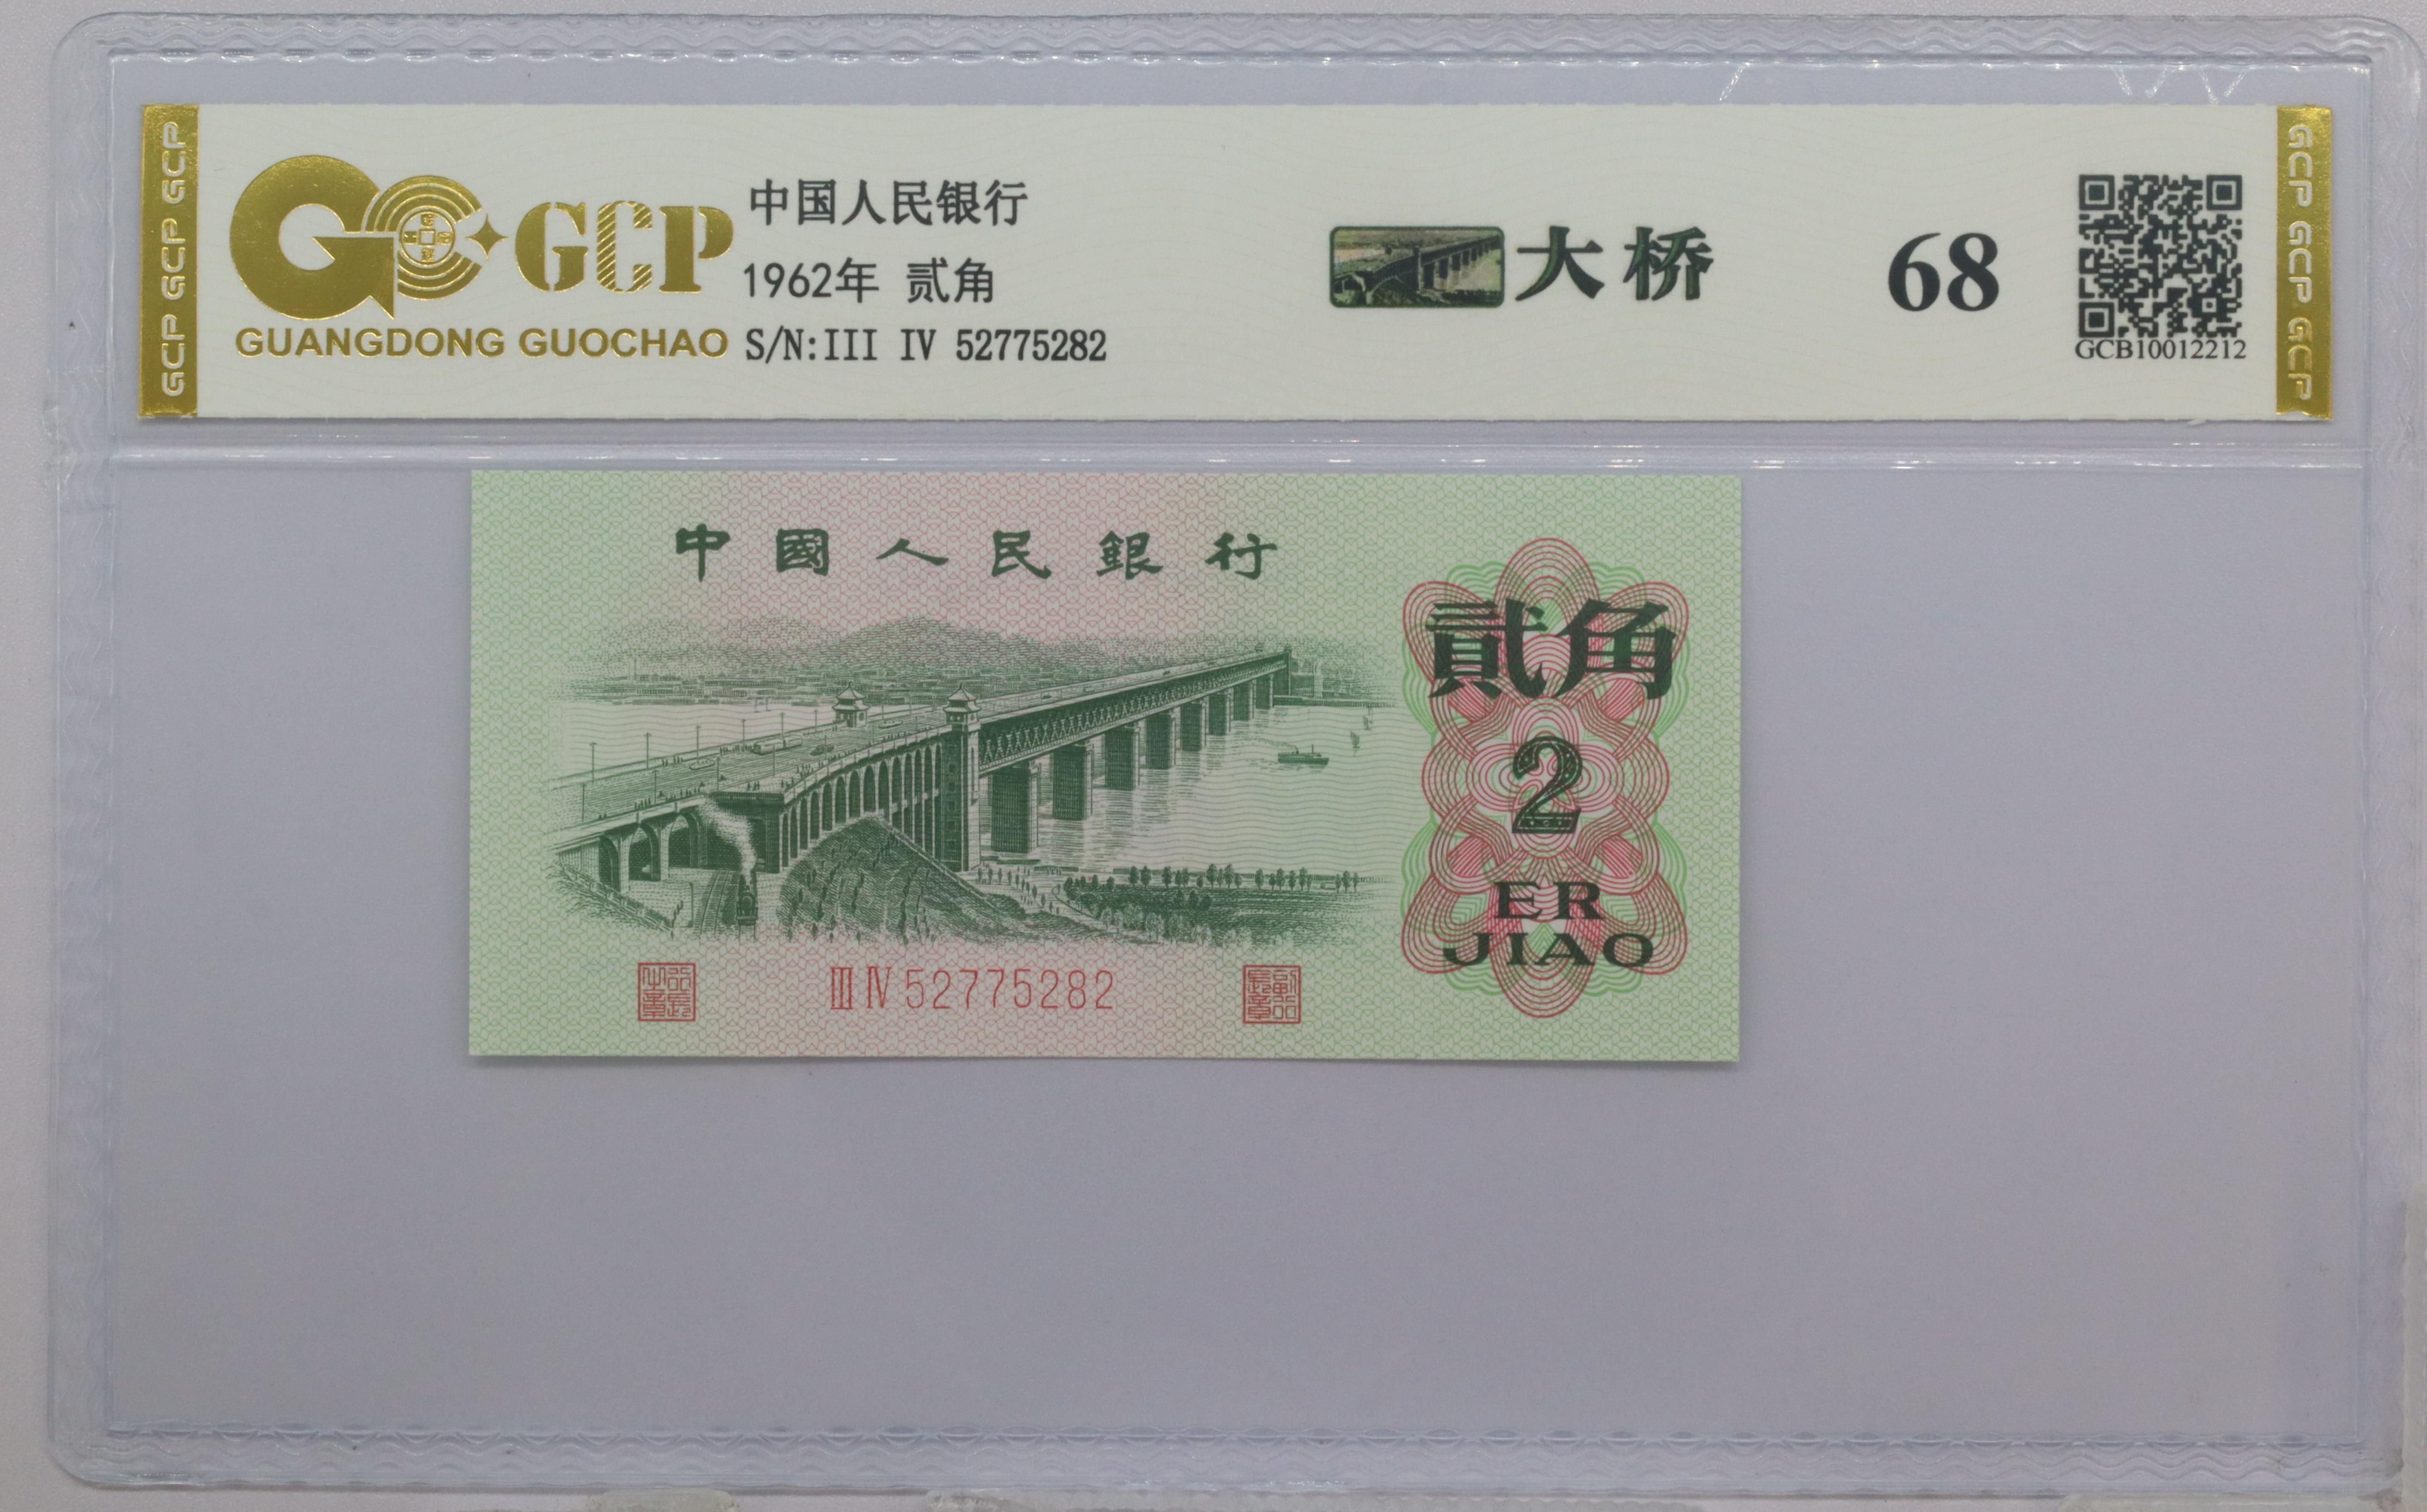 GCP GCP GCP
GCP
GUANGDONG GUOCHAO
中国人民银行
1962年 贰角
S/N:III IV 52775282
大桥
68
GCB10012212
GCP GCP GCP
中國人民銀行
貳角
2
ER
JIAO
ⅢⅣ52775282